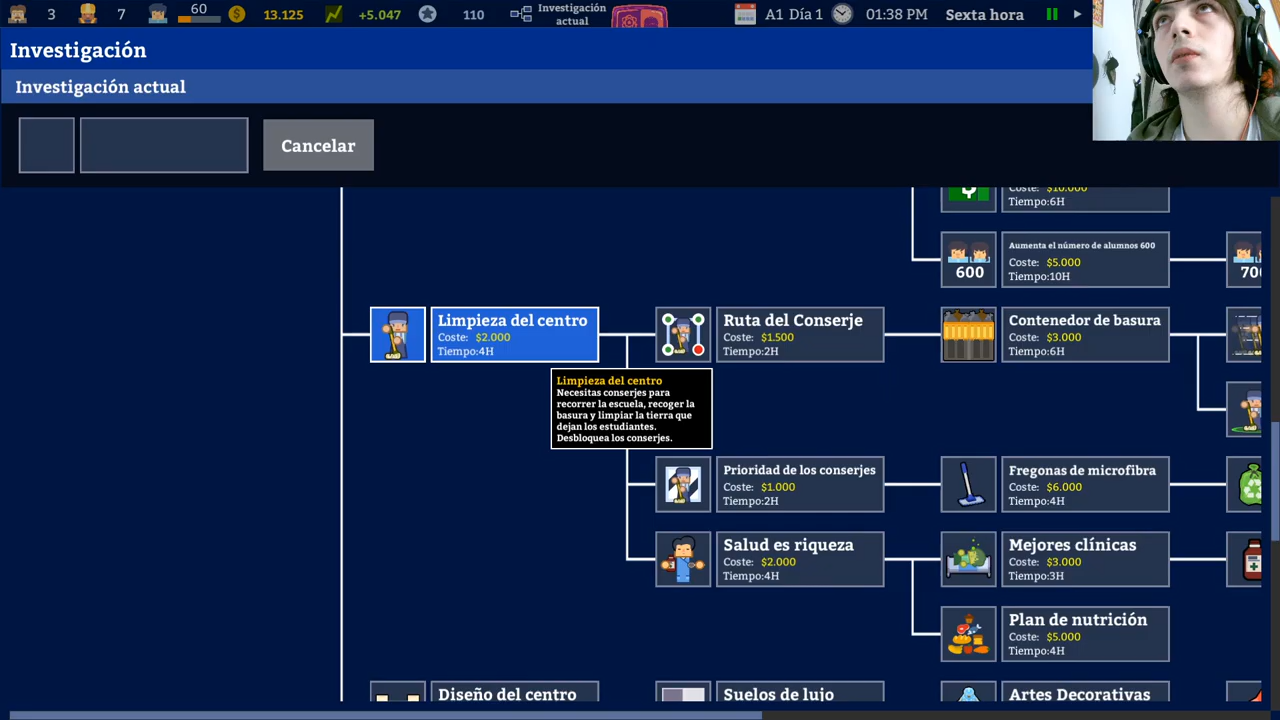 3
7
60
13.125
+5.047
110
Investigación
actual
A1 Día 1
01:38 PM
Sexta hora
Investigación
Investigación actual
Cancelar
Coste: $10.000
Tiempo:6H
Aumenta el número de alumnos 600
Coste: $5.000
Tiempo:10H
600
70
Limpieza del centro
Coste: $2.000
Tiempo:4H
Ruta del Conserje
Coste: $1.500
Tiempo:2H
Contenedor de basura
Coste: $3.000
Tiempo:6H
Limpieza del centro
Necesitas conserjes para
recorrer la escuela, recoger la
basura y limpiar la tierra que
dejan los estudiantes.
Desbloquea los conserjes.
Prioridad de los conserjes
Coste: $1.000
Tiempo:2H
Fregonas de microfibra
Coste: $6.000
Tiempo:4H
Salud es riqueza
Coste: $2.000
Tiempo:4H
Mejores clínicas
Coste: $3.000
Tiempo:3H
Plan de nutrición
Coste: $5.000
Tiempo:4H
Diseño del centro
Suelos de lujo
Artes Decorativas